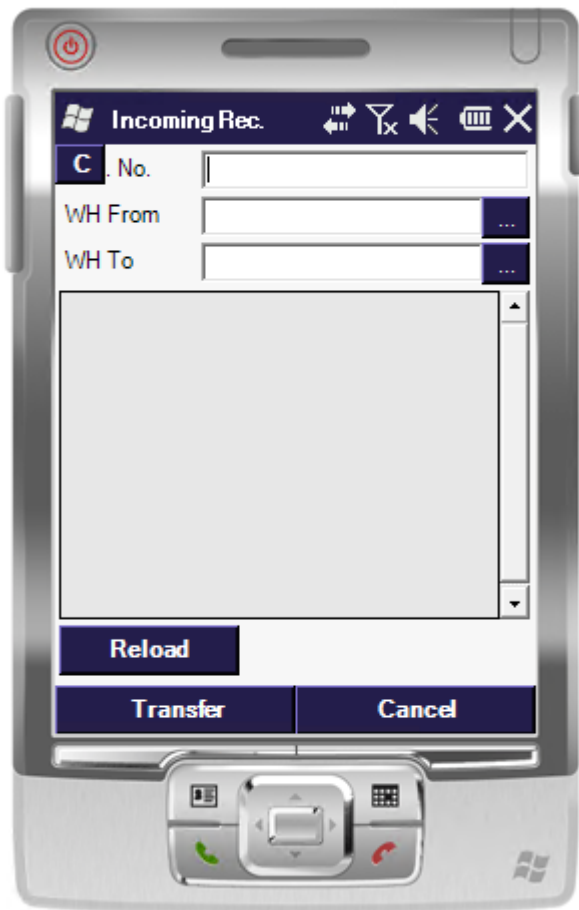 Incoming Rec.
C . No.
WH From
...
WH To
...
Reload
Transfer
Cancel